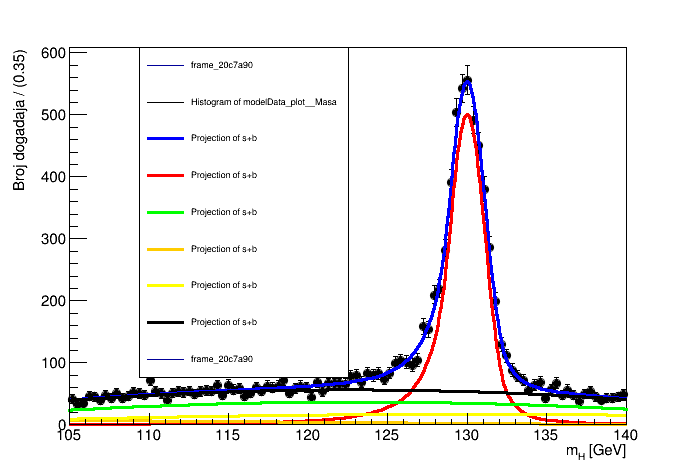 Broj dogadaja / (0.35)
600
500
400
300
200
100
0
frame_20c7a90
Histogram of modelData_plot__Masa
Projection of s+b
Projection of s+b
Projection of s+b
Projection of s+b
Projection of s+b
Projection of s+b
frame_20c7a90
105 110 115 120 125 130 135 140
m_H [GeV]